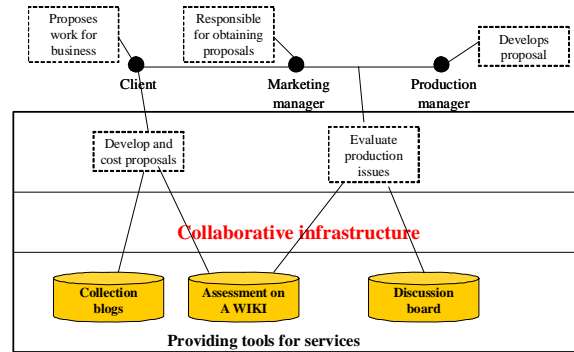 Proposes
work for
business
Responsible
for obtaining
proposals
Develops
proposal
Client
Marketing
manager
Production
manager
Develop and
cost proposals
Evaluate
production
issues
Collaborative infrastructure
Collection
blogs
Assessment on
A WIKI
Discussion
board
Providing tools for services